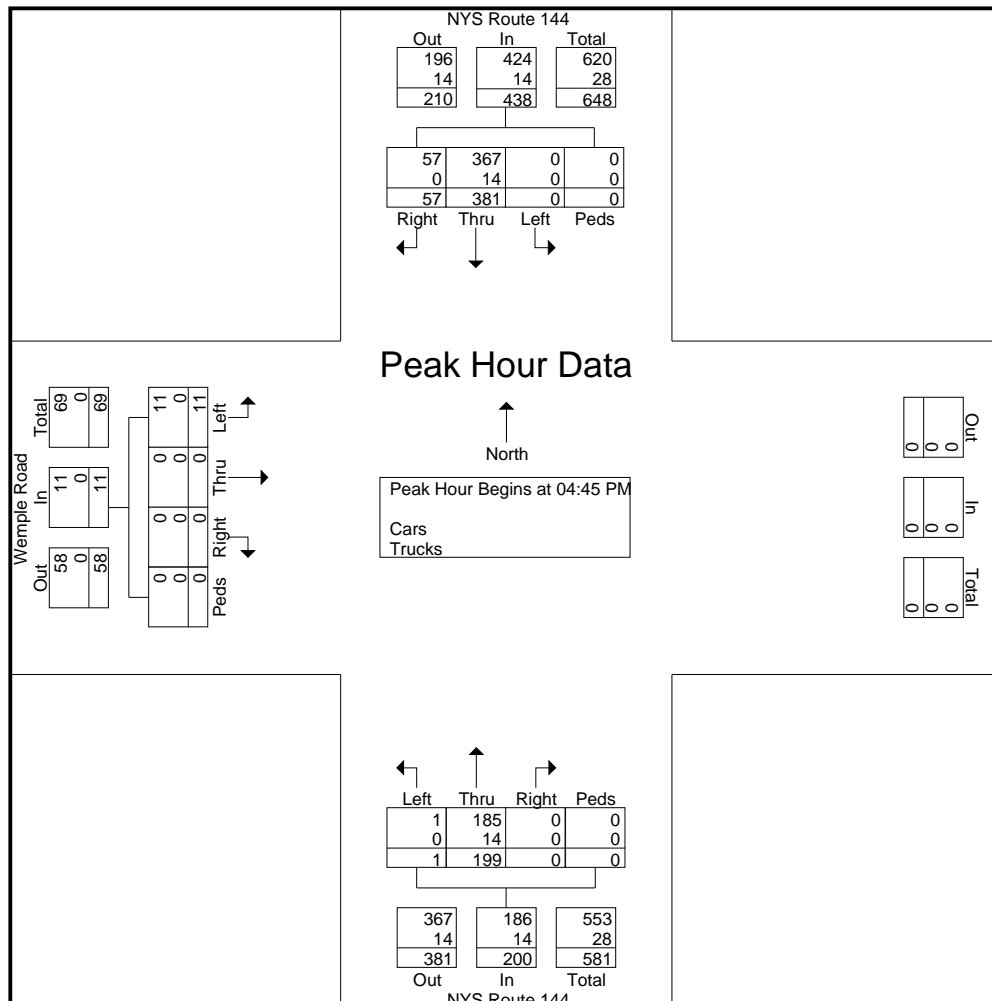 NYS Route 144
Out In Total
196 424 620
14 14 28
210 438 648
57 367 0 0
0 14 0 0
57 381 0 0
Right Thru Left Peds
Peak Hour Data
North
Peak Hour Begins at 04:45 PM
Cars
Trucks
Wemple Road
Out In Total
58 11 69
0 0 0
58 11 69
0 0 0 11
0 0 0 0
0 0 0 11
Peds Right Thru Left
Out In Total
0 0 0
0 0 0
0 0 0
Left Thru Right Peds
1 185 0 0
0 14 0 0
1 199 0 0
367 186 553
14 14 28
381 200 581
Out In Total
NYS Route 144